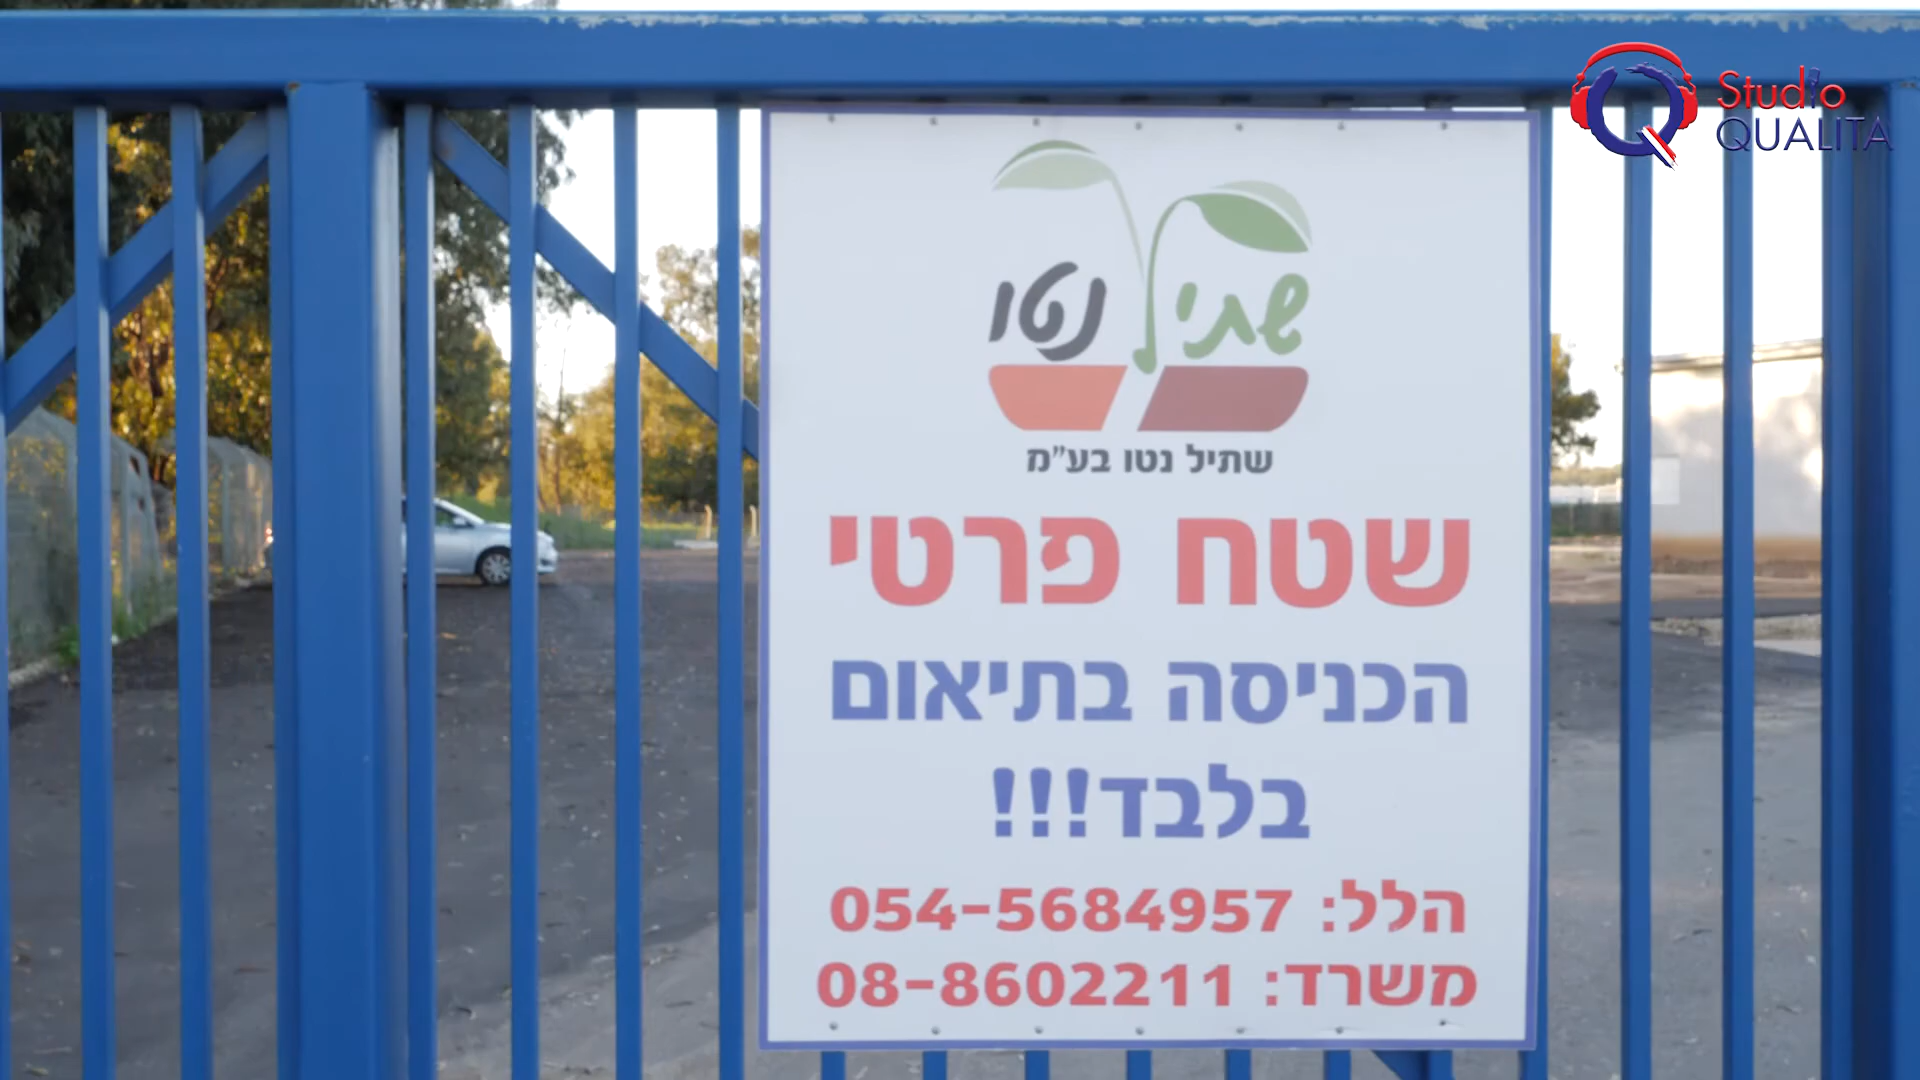 Studio
QUALITA
שתיל נטו
שתיל נטו בע"מ
שטח פרטי
הכניסה בתיאום
בלבד!!!
הלל: 054-5684957
משרד: 08-8602211